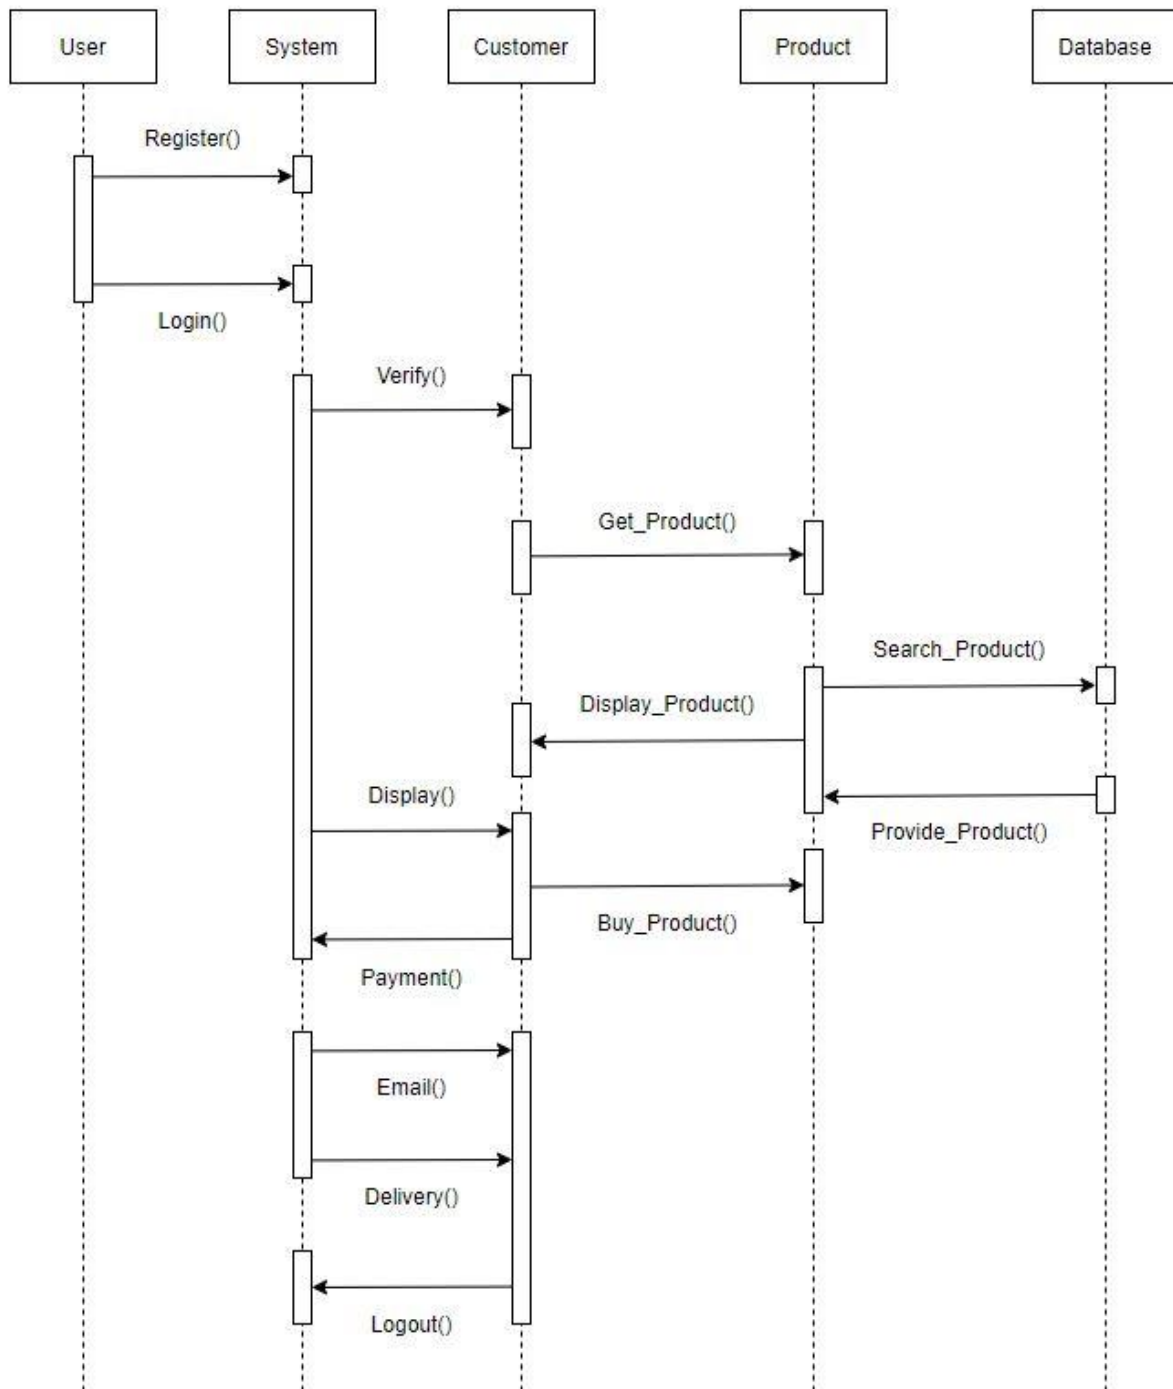 User
System
Customer
Product
Database
Register()
Login()
Verify()
Get_Product()
Search_Product()
Display_Product()
Display()
Provide_Product()
Buy_Product()
Payment()
Email()
Delivery()
Logout()